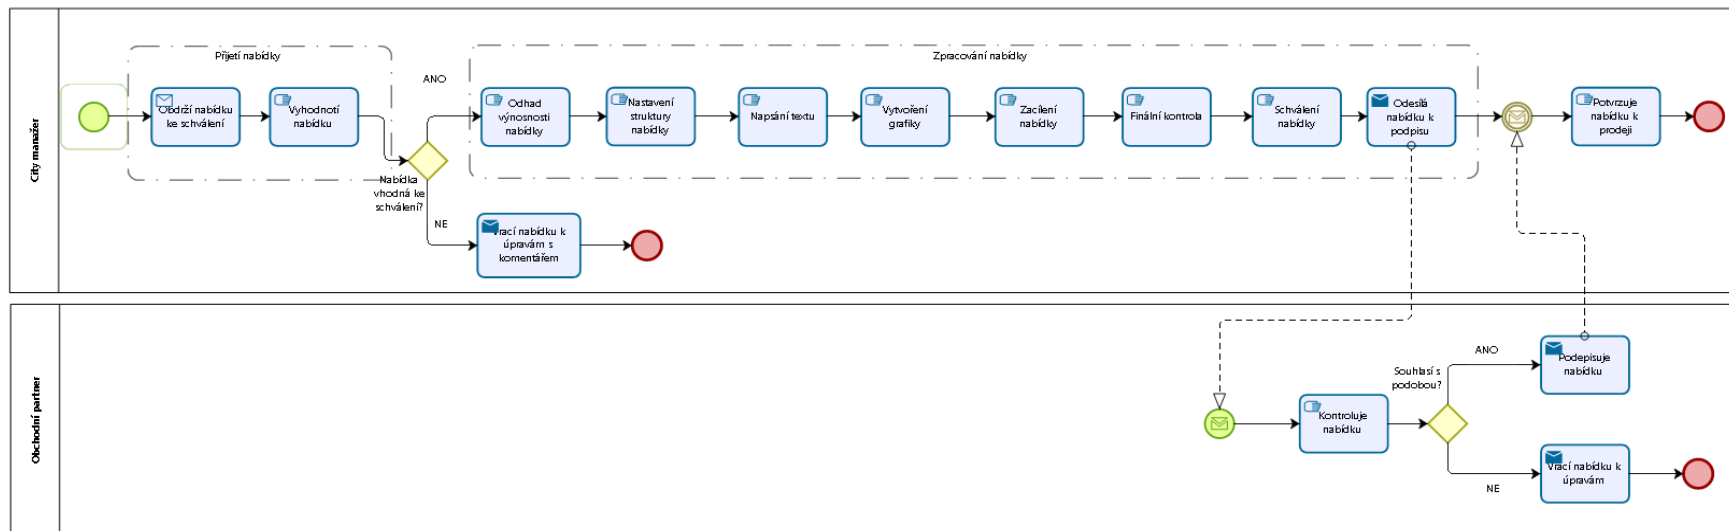 City manažer
Přijetí nabídky
Obdrží nabídku
ke schválení
Vyhodnotí
nabídku
Nabídka
vhodná ke
schválení?
ANO
NE
Zpracování nabídky
Odhad
výnosnosti
nabídky
Nastavení
struktury
nabídky
Napsání textu
Vytvoření
grafiky
Zacílení
nabídky
Finální kontrola
Schválení
nabídky
Odesílá
nabídku k
podpisu
Potvrzuje
nabídku k
prodeji
Vrací nabídku k
úpravám s
komentářem
Obchodní partner
Kontroluje
nabídku
Souhlasí s
podobou?
ANO
NE
Podepisuje
nabídku
Vrací nabídku k
úpravám